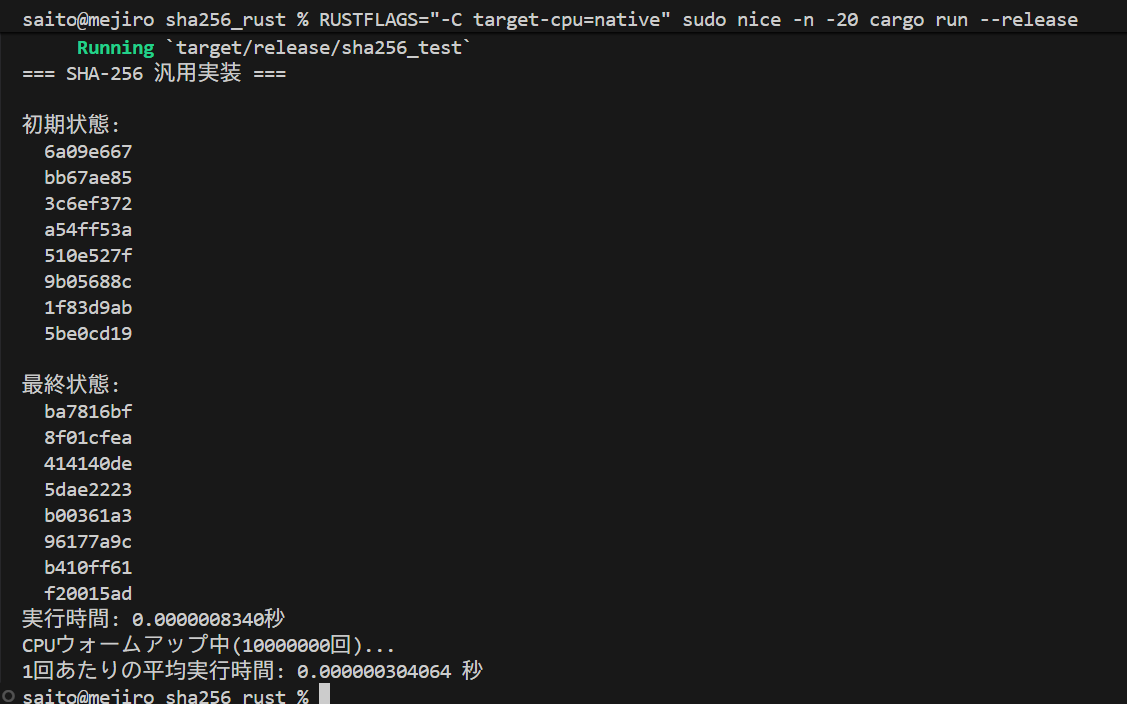 saito@mejiro sha256_rust % RUSTFLAGS="-C target-cpu=native" sudo nice -n -20 cargo run --release
Running `target/release/sha256_test`
=== SHA-256 汎用実装 ===
初期状態:
6a09e667
bb67ae85
3c6ef372
a54ff53a
510e527f
9b05688c
1f83d9ab
5be0cd19
最終状態:
ba7816bf
8f01cfea
414140de
5dae2223
b00361a3
96177a9c
b410ff61
f20015ad
実行時間: 0.0000008340秒
CPUウォームアップ中(10000000回)...
1回あたりの平均実行時間: 0.000000304064 秒
saito@mejiro sha256_rust %